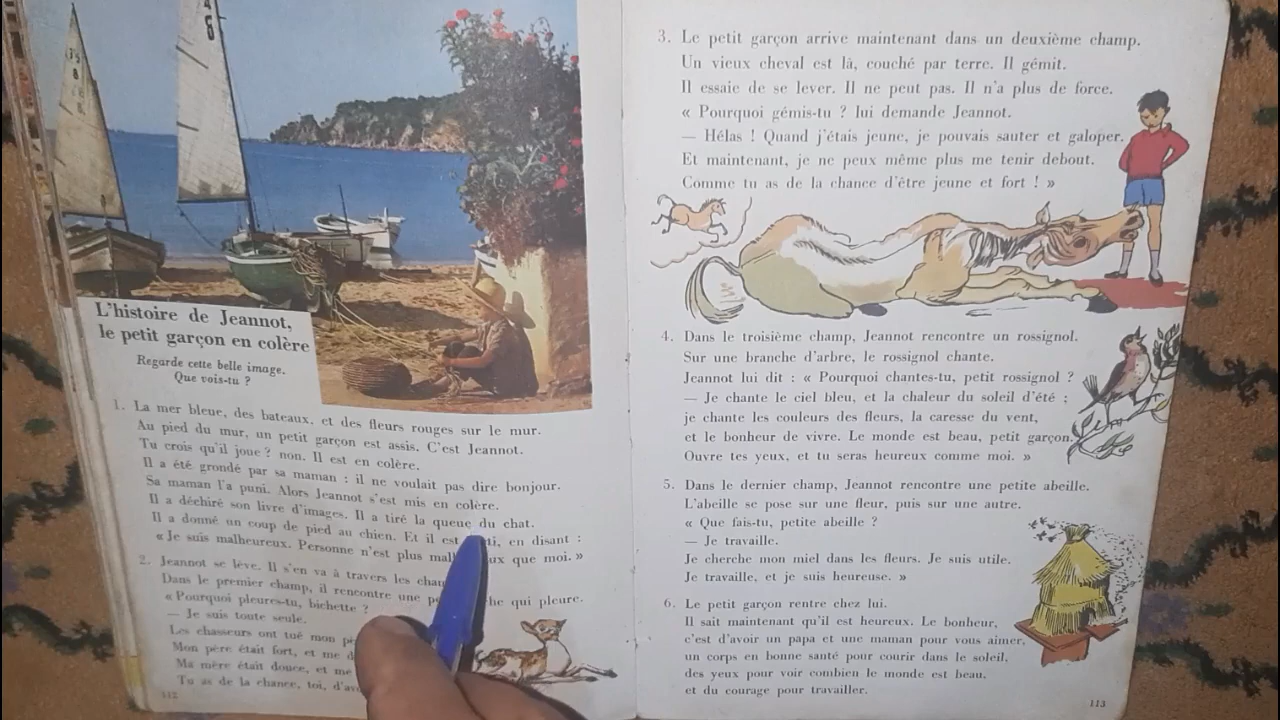 L'histoire de Jeannot,
le petit garçon en colère
Regarde cette belle image.
Que vois-tu ?
1. La mer bleue, des bateaux, et des fleurs rouges sur le mur.
Au pied du mur, un petit garçon est assis. C'est Jeannot.
Tu crois qu'il joue ? non. Il est en colère.
Il a été grondé par sa maman : il ne voulait pas dire bonjour.
Sa maman l'a puni. Alors Jeannot s'est mis en colère.
Il a déchiré son livre d'images. Il a tiré la queue du chat.
Il a donné un coup de pied au chien. Et il est en disant :
« Je suis malheureux. Personne n'est plus que moi. »
2. Jeannot se lève. Il s'en va à travers les
Dans le premier champ, il rencontre une qui pleure.
« Pourquoi pleures-tu, bichette ?
— Je suis toute seule.
Les chasseurs ont tué mon
Mon père était fort, et me
Ma mère était douce, et me
Tu as de la chance, toi,
112
3. Le petit garçon arrive maintenant dans un deuxième champ.
Un vieux cheval est là, couché par terre. Il gémit.
Il essaie de se lever. Il ne peut pas. Il n'a plus de force.
« Pourquoi gémis-tu ? lui demande Jeannot.
— Hélas ! Quand j'étais jeune, je pouvais sauter et galoper.
Et maintenant, je ne peux même plus me tenir debout.
Comme tu as de la chance d'être jeune et fort ! »
4. Dans le troisième champ, Jeannot rencontre un rossignol.
Sur une branche d'arbre, le rossignol chante.
Jeannot lui dit : « Pourquoi chantes-tu, petit rossignol ?
— Je chante le ciel bleu, et la chaleur du soleil d'été ;
je chante les couleurs des fleurs, la caresse du vent,
et le bonheur de vivre. Le monde est beau, petit garçon.
Ouvre tes yeux, et tu seras heureux comme moi. »
5. Dans le dernier champ, Jeannot rencontre une petite abeille.
L'abeille se pose sur une fleur, puis sur une autre.
« Que fais-tu, petite abeille ?
— Je travaille.
Je cherche mon miel dans les fleurs. Je suis utile.
Je travaille, et je suis heureuse. »
6. Le petit garçon rentre chez lui.
Il sait maintenant qu'il est heureux. Le bonheur,
c'est d'avoir un papa et une maman pour vous aimer,
un corps en bonne santé pour courir dans le soleil,
des yeux pour voir combien le monde est beau,
et du courage pour travailler.
113